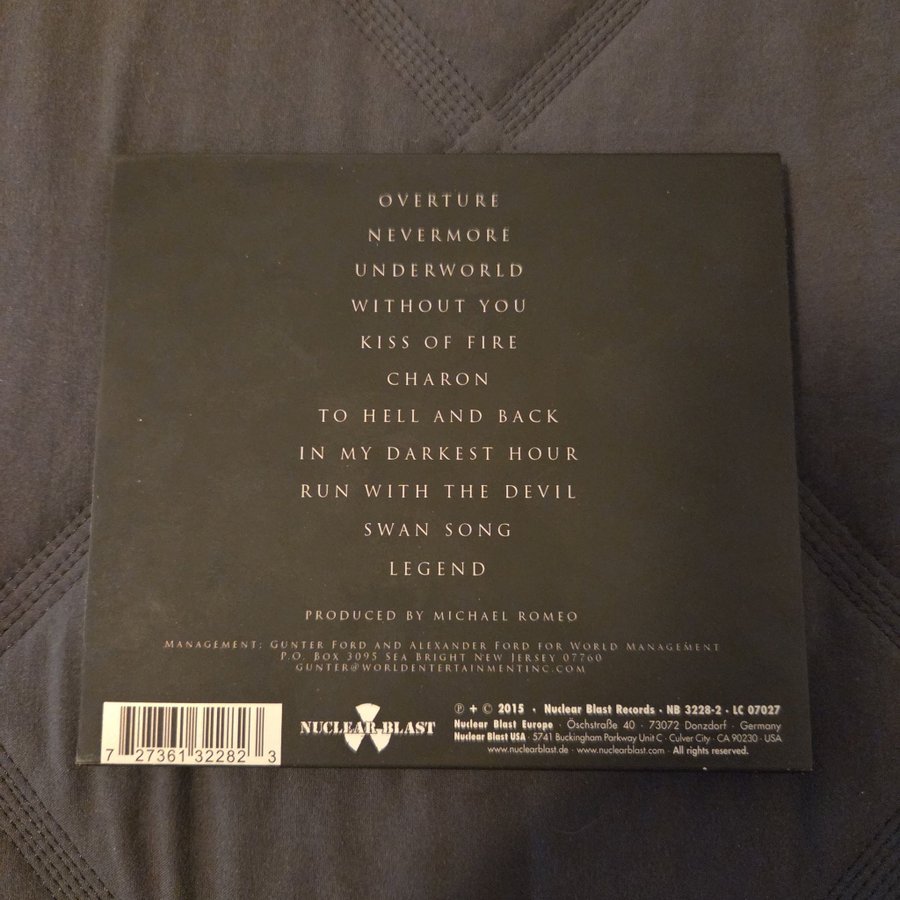 OVERTURE
NEVERMORE
UNDERWORLD
WITHOUT YOU
KISS OF FIRE
CHARON
TO HELL AND BACK
IN MY DARKEST HOUR
RUN WITH THE DEVIL
SWAN SONG
LEGEND
PRODUCED BY MICHAEL ROMEO
MANAGEMENT: GUNTER FORD AND ALEXANDER FORD FOR WORLD MANAGEMENT
P.O. BOX 3095 SEA BRIGHT NEW JERSEY 07760
GUNTER@WORLDENTERTAINMENTINC.COM
7 27361 32282 3
NUCLEAR BLAST
℗ + © 2015 · Nuclear Blast Records · NB 3228-2 · LC 07027
Nuclear Blast Europe · Öschstraße 40 · 73072 Donzdorf · Germany
Nuclear Blast USA · 5741 Buckingham Parkway Unit C · Culver City · CA 90230 · USA
www.nuclearblast.de · www.nuclearblast.com · All rights reserved.